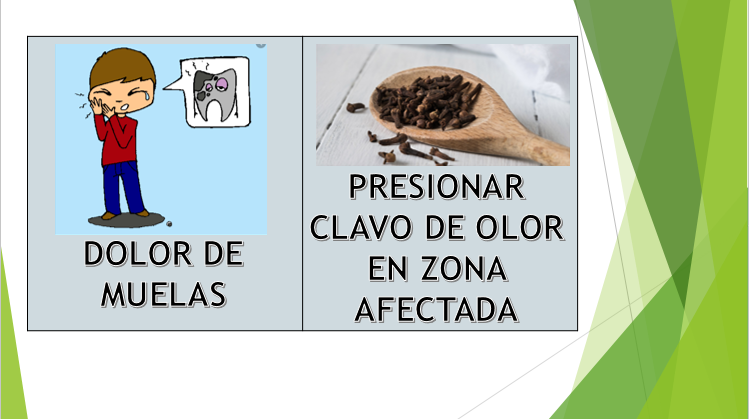 DOLOR DE
MUELAS
PRESIONAR
CLAVO DE OLOR
EN ZONA
AFECTADA